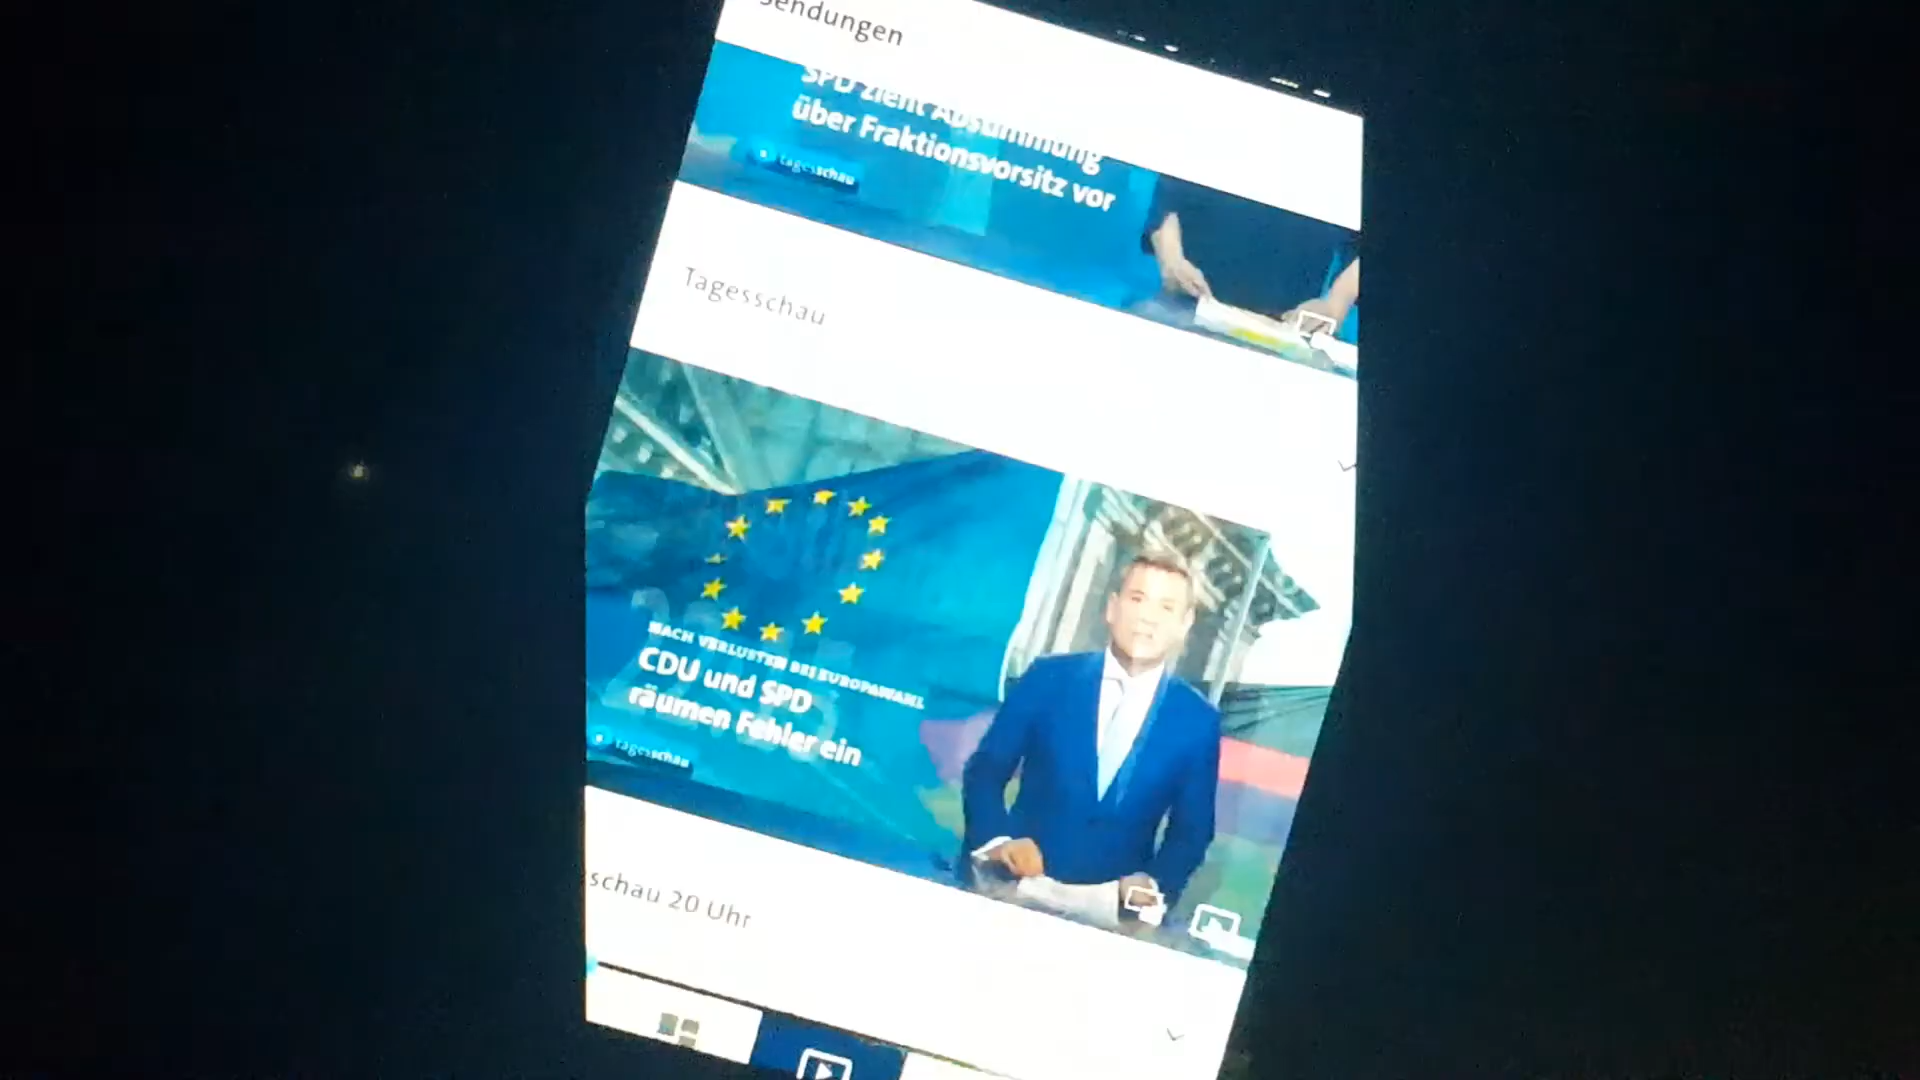 Sendungen
SPD zieht Abstimmung
über Fraktionsvorsitz vor
tagesschau
Tagesschau
NACH VERLUSTEN BEI EUROPAWAHL
CDU und SPD
räumen Fehler ein
tagesschau
schau 20 Uhr